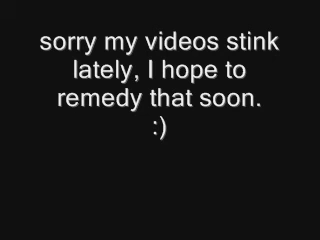 sorry my videos stink
lately, I hope to
remedy that soon.
:)